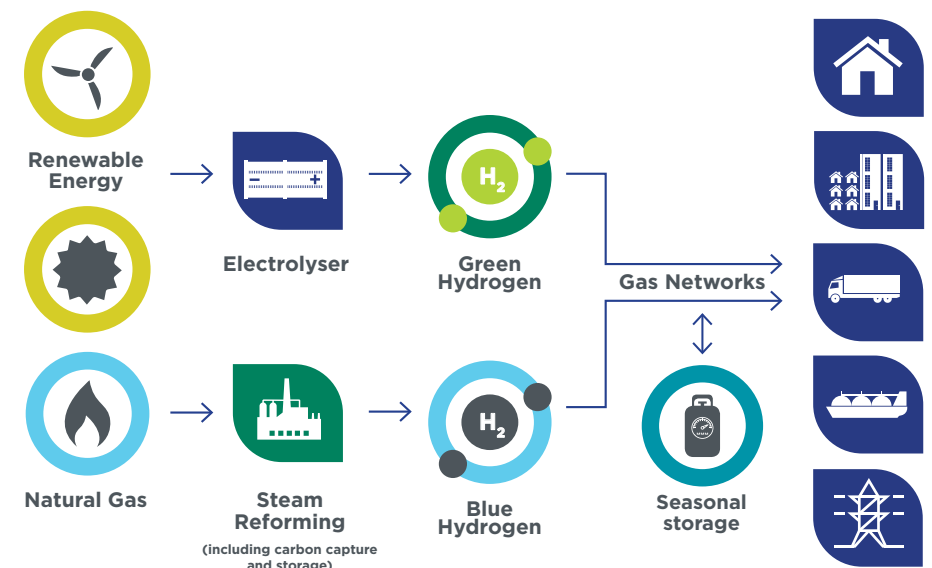 Renewable
Energy
Electrolyser
H2
Green
Hydrogen
Gas Networks
Natural Gas
Steam
Reforming
(including carbon capture
and storage)
H2
Blue
Hydrogen
Seasonal
storage